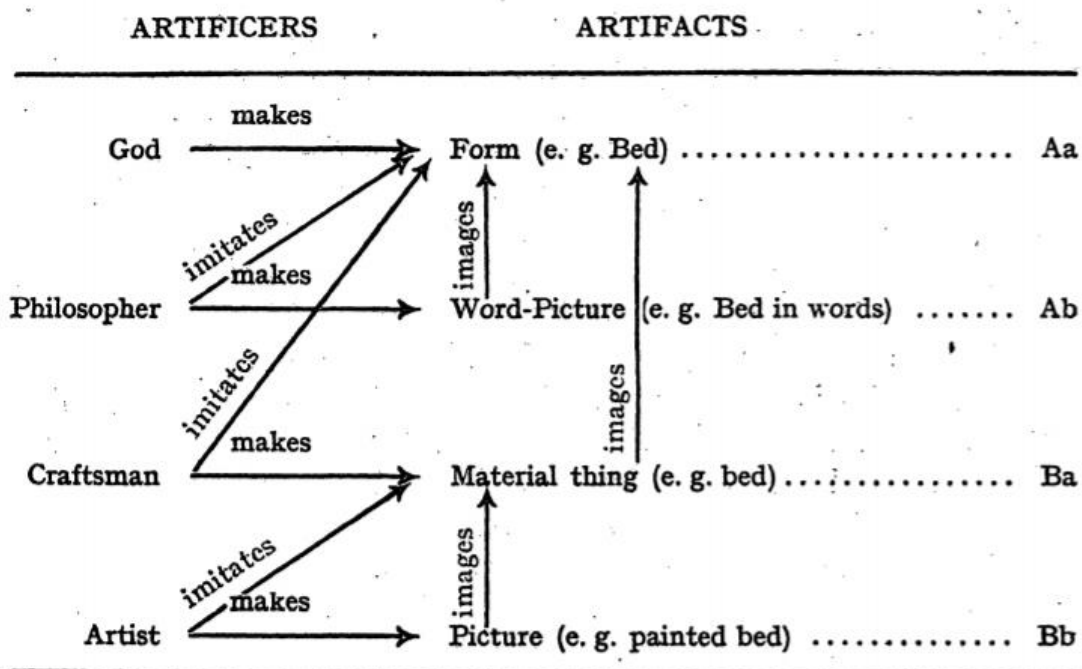 ARTIFICERS ARTIFACTS
makes
God Form (e. g. Bed) ........................ Aa
imitates
images
makes
Philosopher Word-Picture (e. g. Bed in words) ....... Ab
imitates
images
makes
Craftsman Material thing (e. g. bed) ................ Ba
imitates
images
makes
Artist Picture (e. g. painted bed) .............. Bb